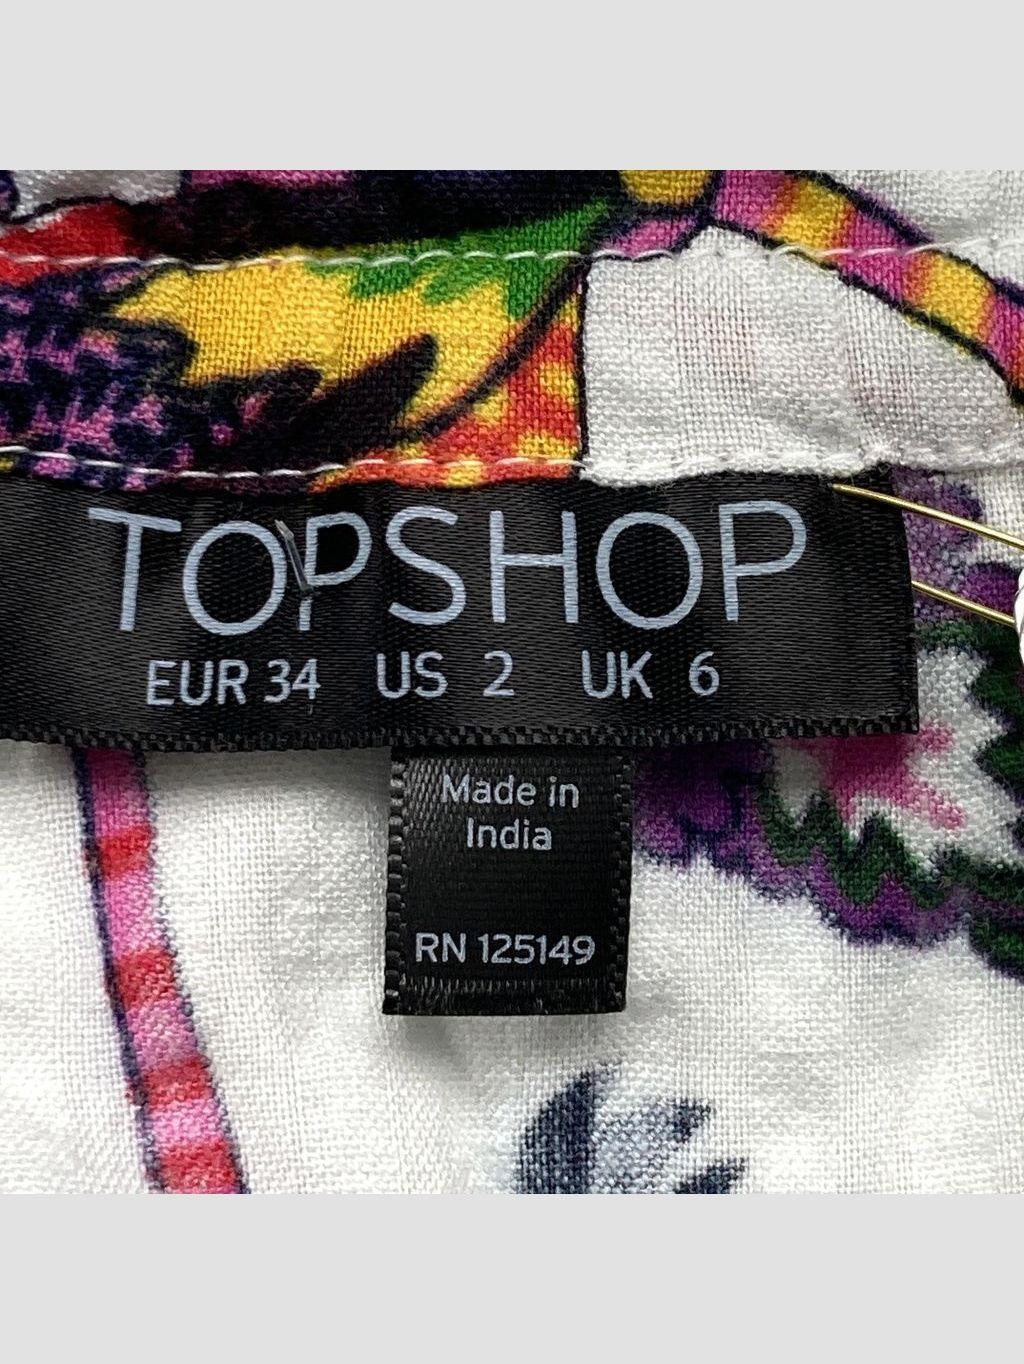 TOPSHOP
EUR 34 US 2 UK 6
Made in
India
RN 125149